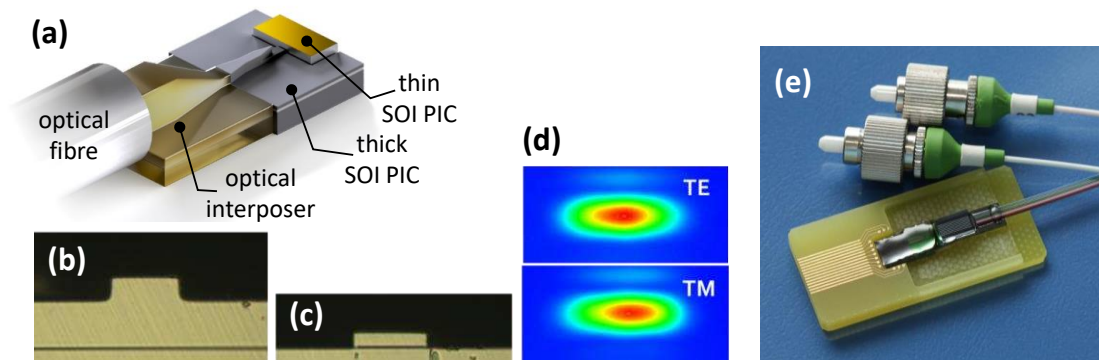 (a)
optical
fibre
thin
SOI PIC
thick
SOI PIC
optical
interposer
(b)
(c)
(d)
TE
TM
(e)